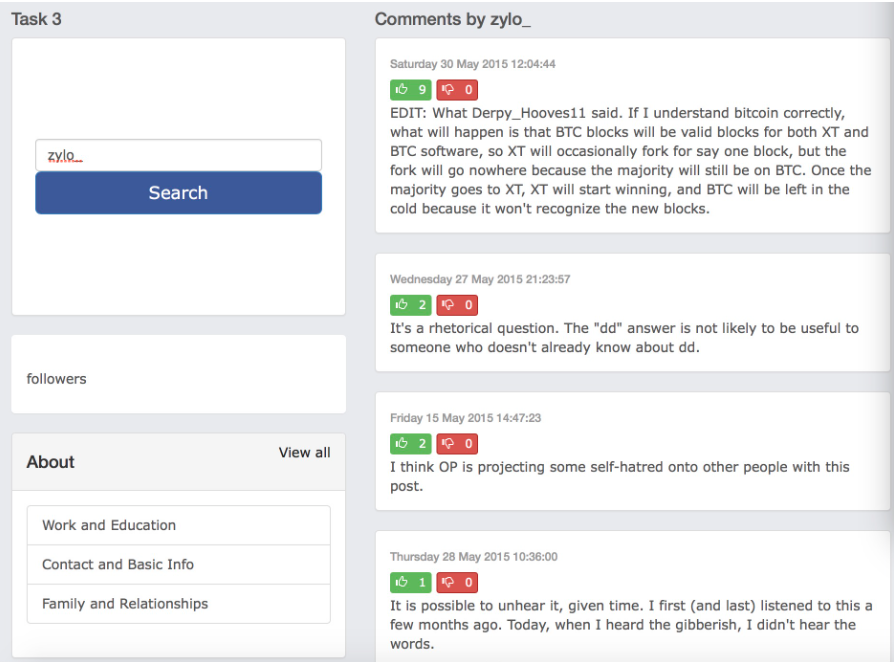 Task 3
zylo_
Search
followers
About
View all
Work and Education
Contact and Basic Info
Family and Relationships
Comments by zylo_
Saturday 30 May 2015 12:04:44
9 0
EDIT: What Derpy_Hooves11 said. If I understand bitcoin correctly,
what will happen is that BTC blocks will be valid blocks for both XT and
BTC software, so XT will occasionally fork for say one block, but the
fork will go nowhere because the majority will still be on BTC. Once the
majority goes to XT, XT will start winning, and BTC will be left in the
cold because it won't recognize the new blocks.
Wednesday 27 May 2015 21:23:57
2 0
It's a rhetorical question. The "dd" answer is not likely to be useful to
someone who doesn't already know about dd.
Friday 15 May 2015 14:47:23
2 0
I think OP is projecting some self-hatred onto other people with this
post.
Thursday 28 May 2015 10:36:00
1 0
It is possible to unhear it, given time. I first (and last) listened to this a
few months ago. Today, when I heard the gibberish, I didn't hear the
words.